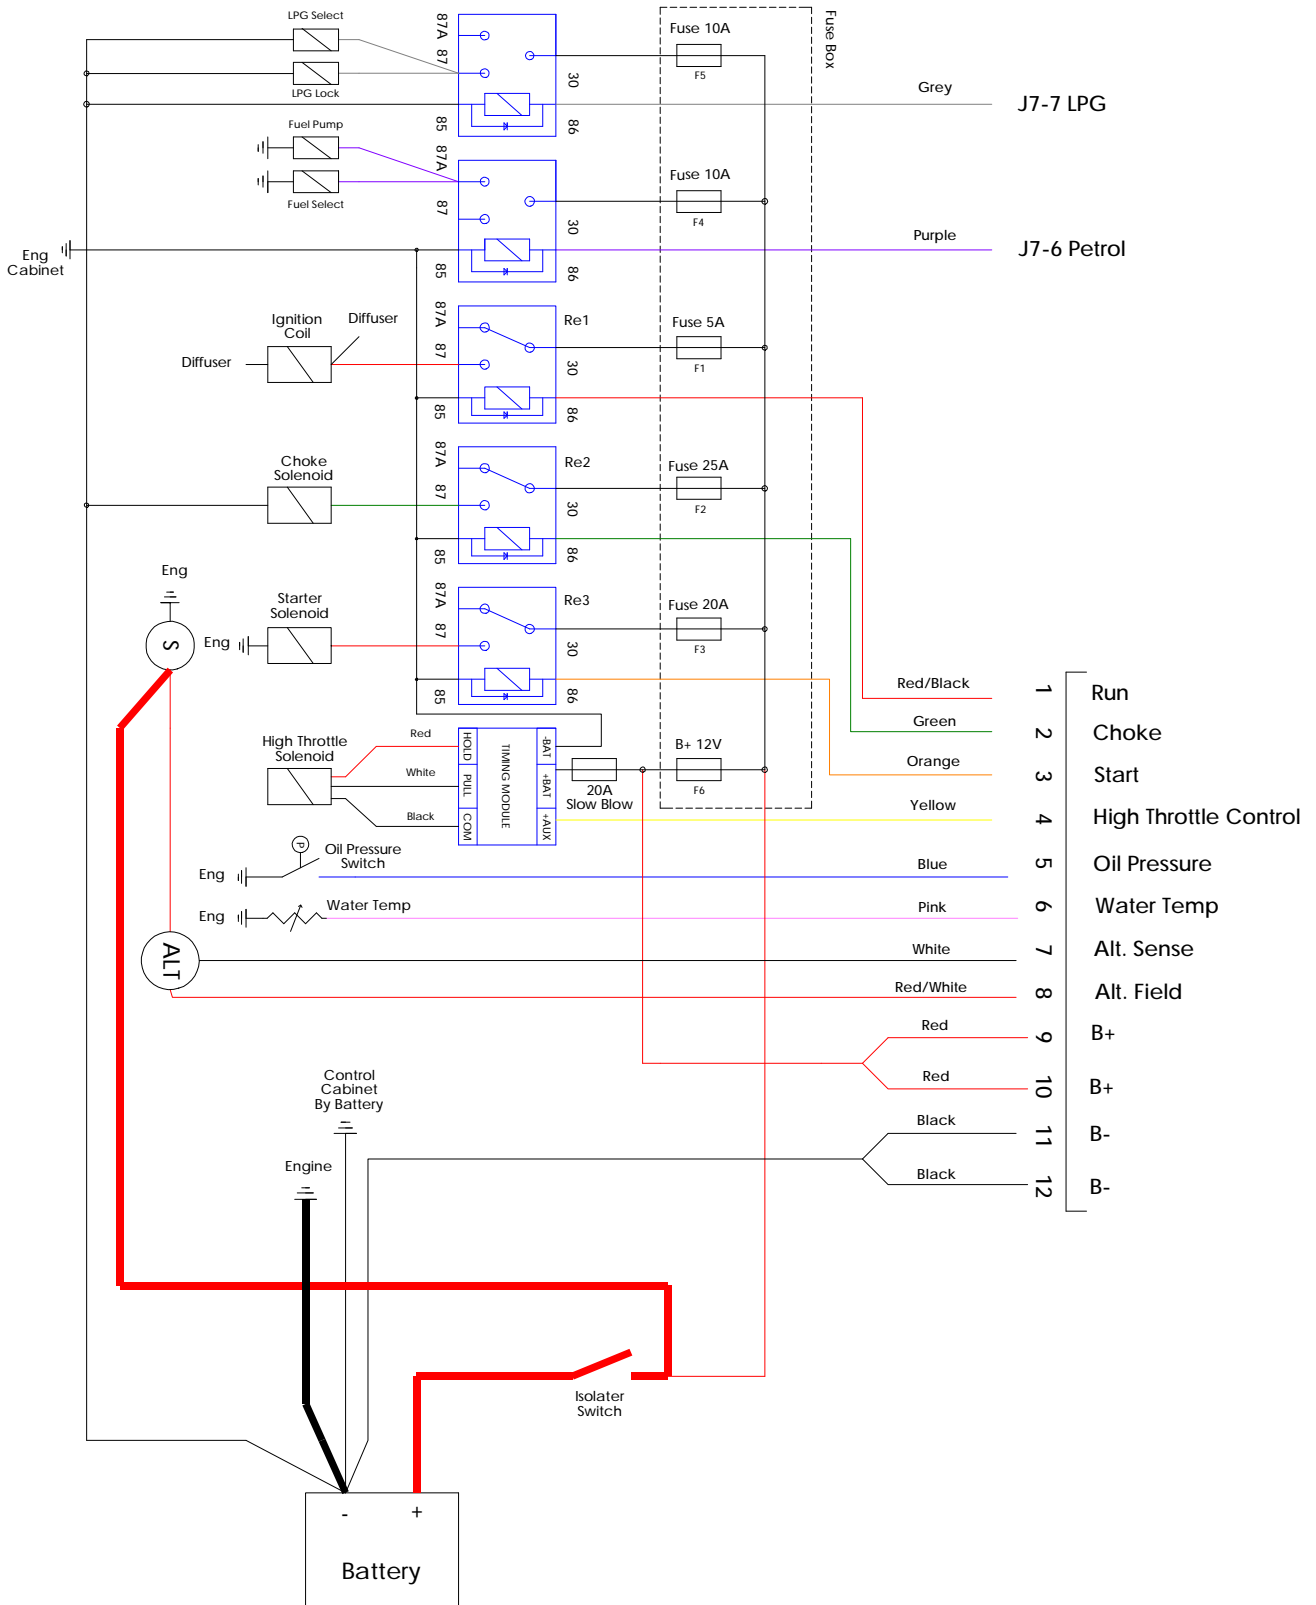 LPG Select
LPG Lock
87A
87
30
85
86
Fuse 10A
F5
Fuse Box
Grey
J7-7 LPG
Fuel Pump
Fuel Select
87A
87
30
85
86
Fuse 10A
F4
Purple
J7-6 Petrol
Eng
Cabinet
Ignition
Coil
Diffuser
Diffuser
87A
87
Re1
30
85
86
Fuse 5A
F1
Choke
Solenoid
87A
87
Re2
30
85
86
Fuse 25A
F2
Eng
S
Eng
Starter
Solenoid
87A
87
Re3
30
85
86
Fuse 20A
F3
Red/Black
1
Run
Green
2
Choke
Orange
3
Start
Yellow
4
High Throttle Control
High Throttle
Solenoid
Red
White
Black
HOLD
PULL
COM
TIMING MODULE
-BAT
+BAT
+AUX
20A
Slow Blow
B+ 12V
F6
P
Oil Pressure
Switch
Eng
Blue
5
Oil Pressure
Eng
Water Temp
Pink
6
Water Temp
ALT
White
7
Alt. Sense
Red/White
8
Alt. Field
Red
9
B+
Red
10
B+
Black
11
B-
Black
12
B-
Control
Cabinet
By Battery
Engine
Isolater
Switch
-
+
Battery